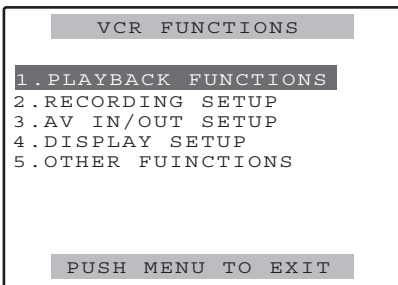 VCR FUNCTIONS
1.PLAYBACK FUNCTIONS
2.RECORDING SETUP
3.AV IN/OUT SETUP
4.DISPLAY SETUP
5.OTHER FUINCTIONS
PUSH MENU TO EXIT